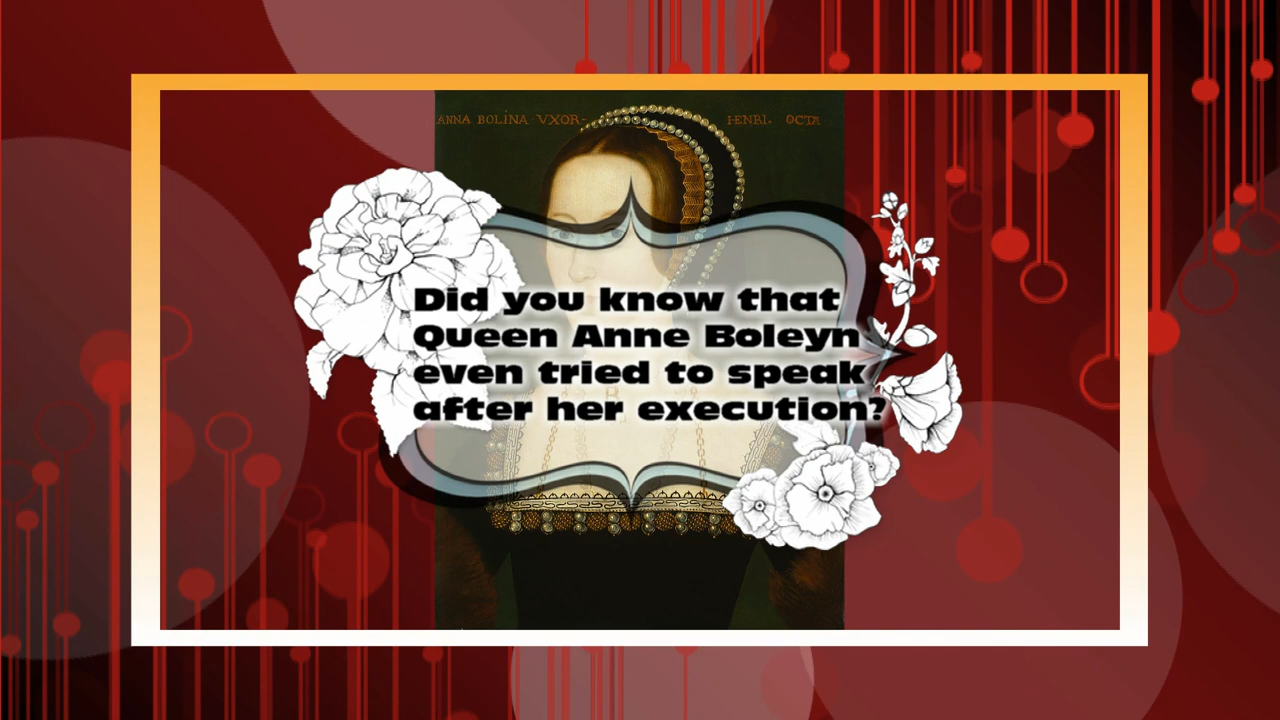 ANNA BOLINA VXOR- HENRI. OCTA
Did you know that
Queen Anne Boleyn
even tried to speak
after her execution?